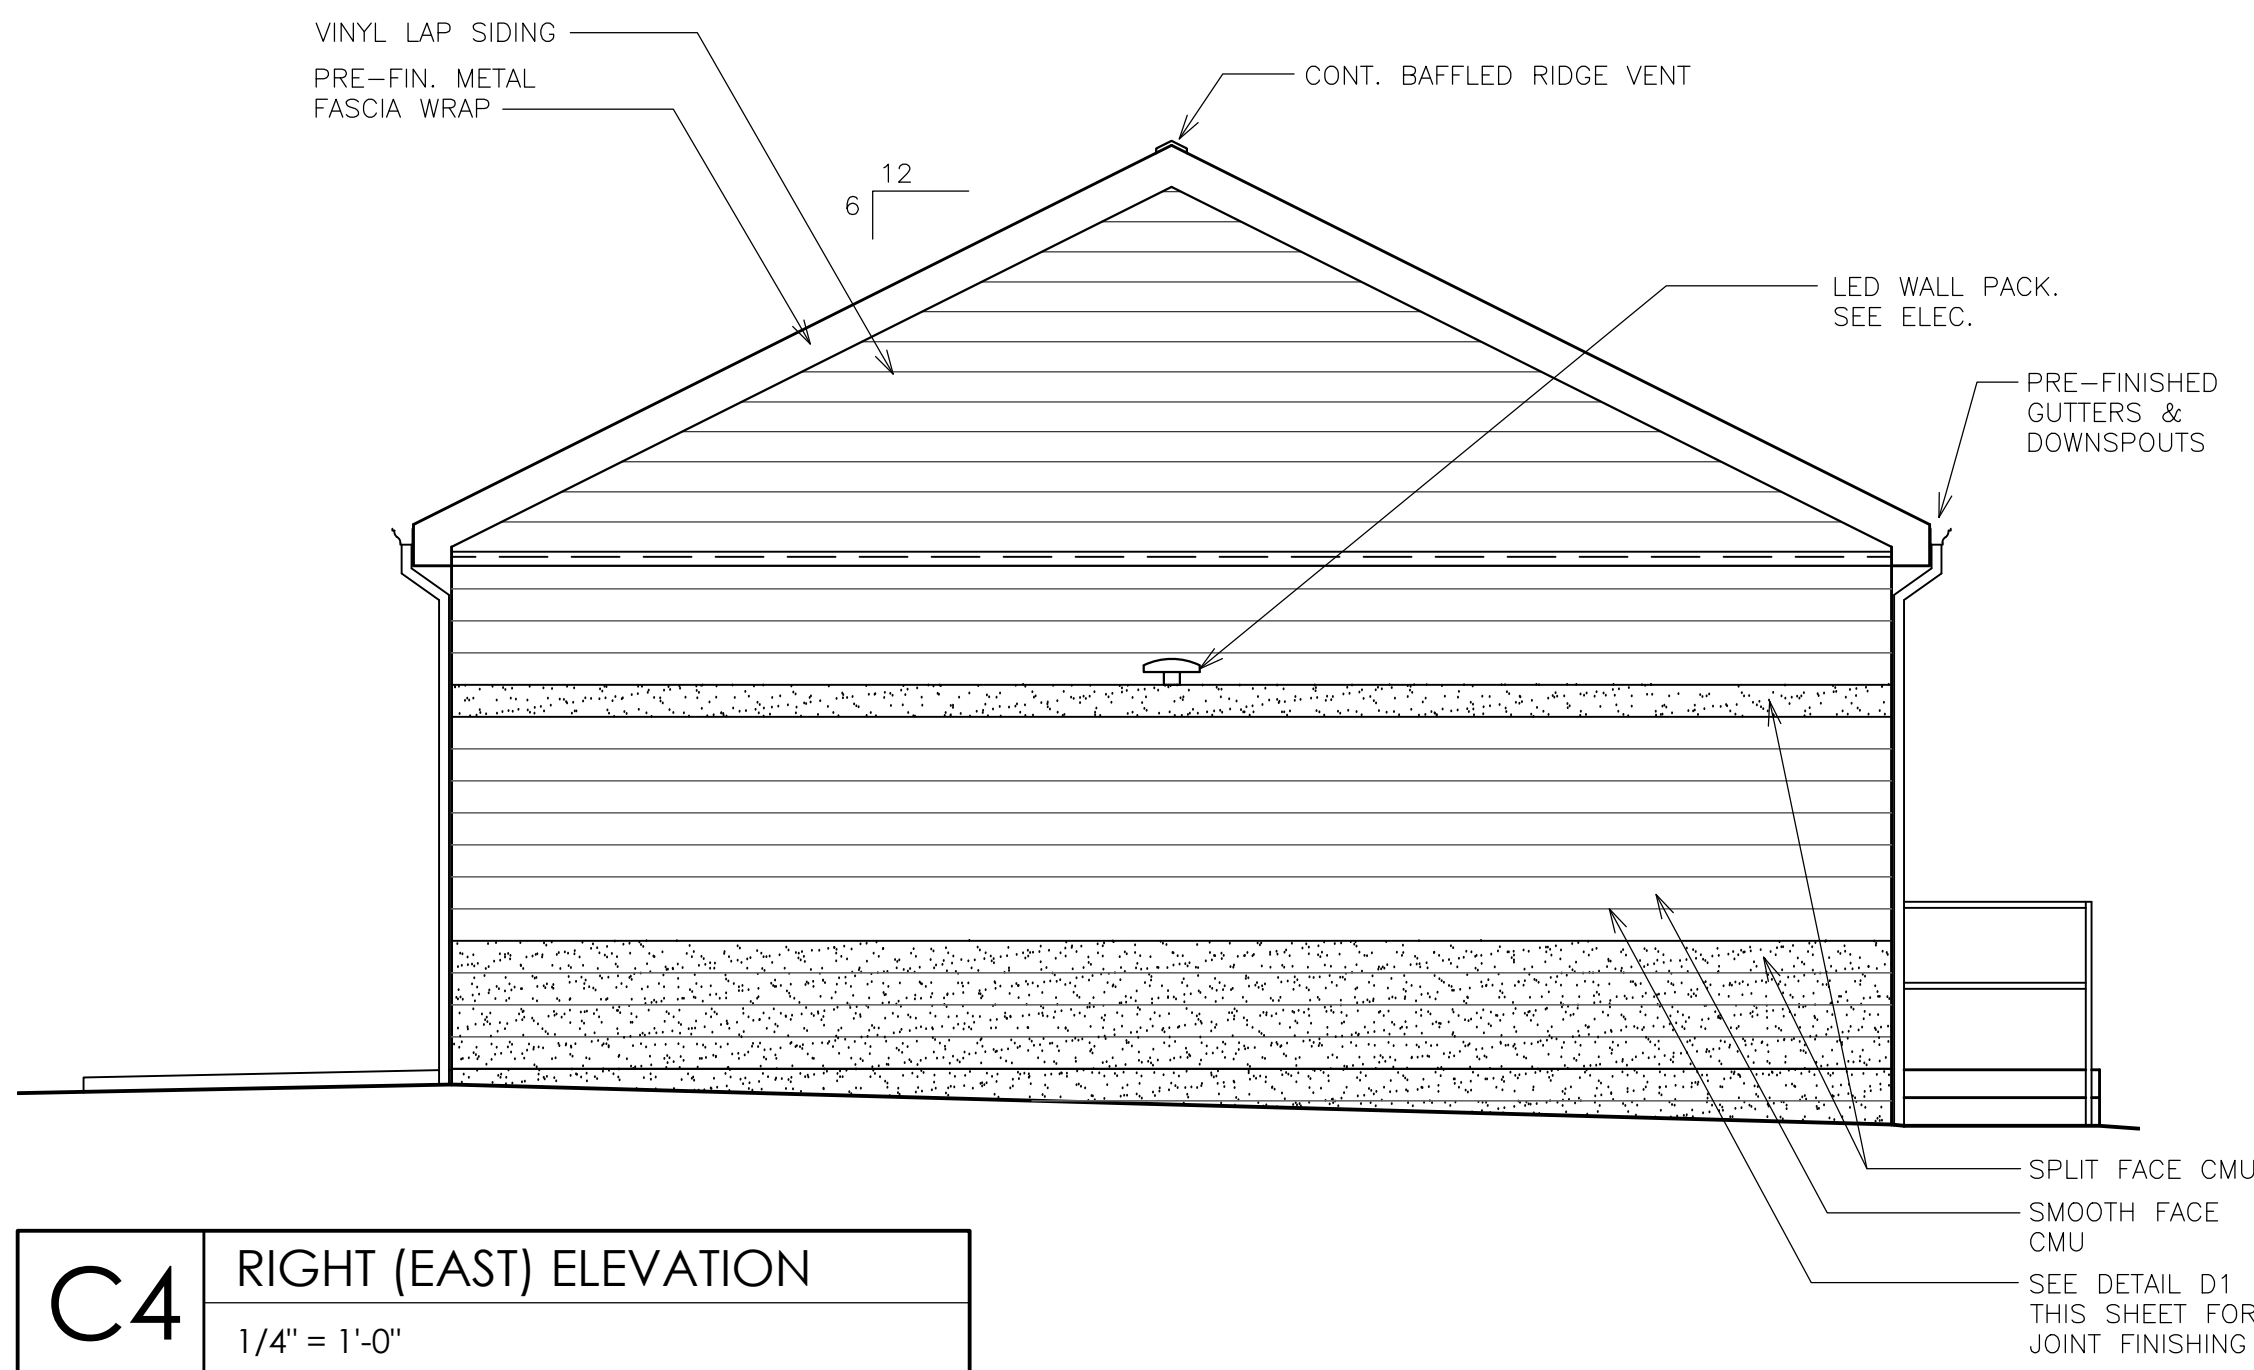 VINYL LAP SIDING
PRE-FIN. METAL
FASCIA WRAP
CONT. BAFFLED RIDGE VENT
12
6
LED WALL PACK.
SEE ELEC.
PRE-FINISHED
GUTTERS &
DOWNSPOUTS
SPLIT FACE CMU
SMOOTH FACE
CMU
SEE DETAIL D1
THIS SHEET FOR
JOINT FINISHING
C4
RIGHT (EAST) ELEVATION
1/4" = 1'-0"